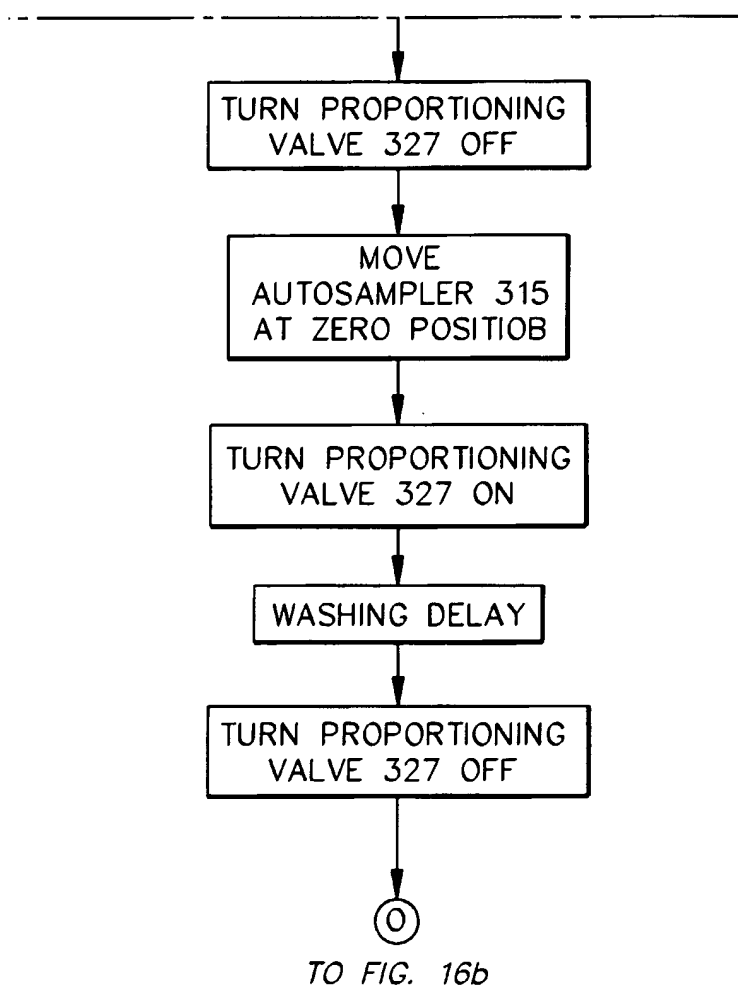 TURN PROPORTIONING
VALVE 327 OFF
MOVE
AUTOSAMPLER 315
AT ZERO POSITIOB
TURN PROPORTIONING
VALVE 327 ON
WASHING DELAY
TURN PROPORTIONING
VALVE 327 OFF
O
TO FIG. 16b